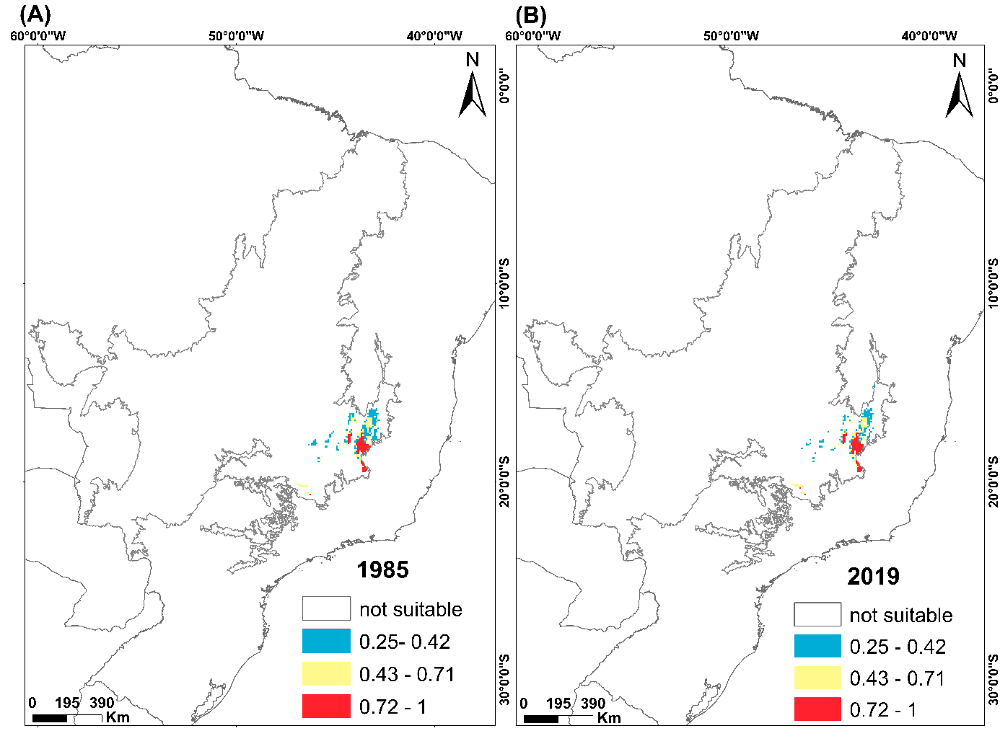 (A)
60°0'0"W 50°0'0"W 40°0'0"W
N
0°0'0"
10°0'0"S
20°0'0"S
30°0'0"S
1985
not suitable
0.25- 0.42
0.43 - 0.71
0.72 - 1
0 195 390
Km
(B)
60°0'0"W 50°0'0"W 40°0'0"W
N
0°0'0"
10°0'0"S
20°0'0"S
30°0'0"S
2019
not suitable
0.25 - 0.42
0.43 - 0.71
0.72 - 1
0 195 390
Km